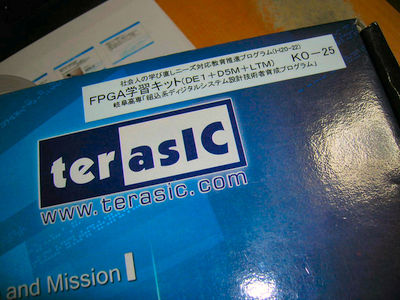 社会人の学び直しニーズ対応教育推進プログラム(H20-22)
FPGA学習キット(DE1+D5M+LTM) KO-25
岐阜高専「組込系ディジタルシステム設計技術者育成プログラム」
terasIC
www.terasic.com
and Mission